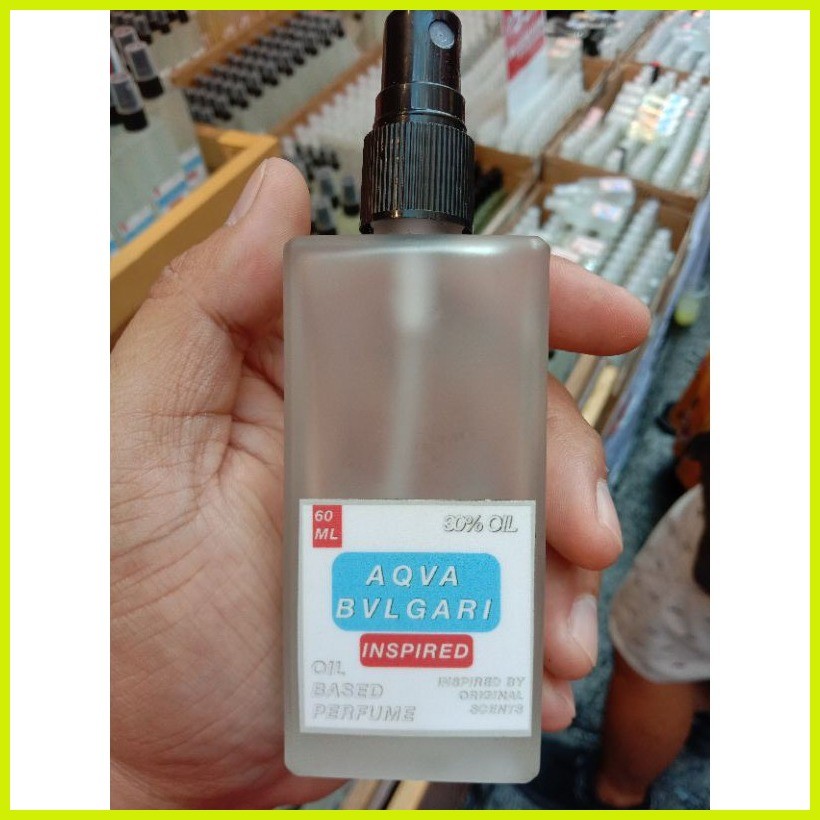 60
ML
30% OIL
AQVA
BVLGARI
INSPIRED
OIL
BASED
PERFUME
INSPIRED BY
ORIGINAL
SCENTS